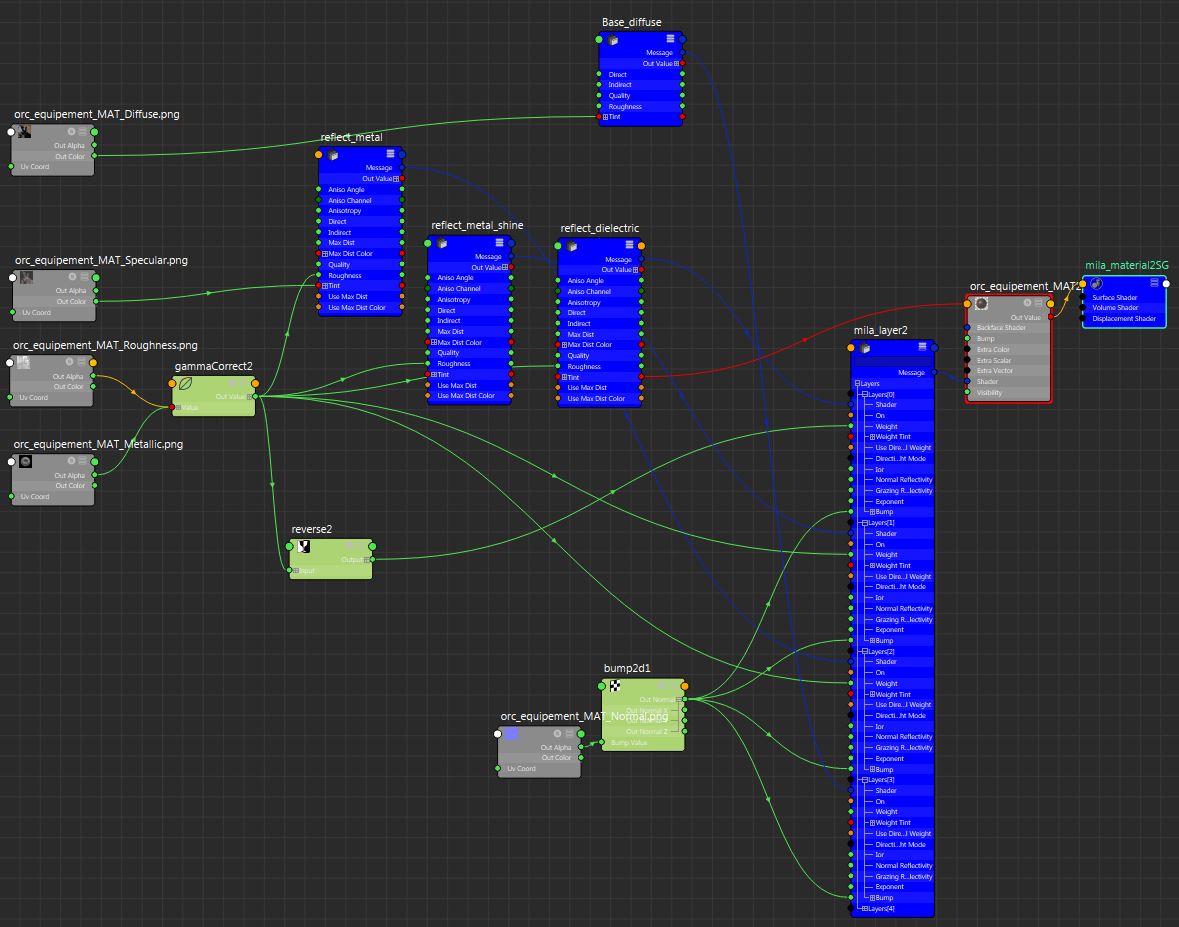 Base_diffuse
Message
Out Value
Direct
Indirect
Quality
Roughness
Tint
orc_equipement_MAT_Diffuse.png
Out Alpha
Out Color
Uv Coord
reflect_metal
Message
Out Value
Aniso Angle
Aniso Channel
Anisotropy
Direct
Indirect
Max Dist
Max Dist Color
Quality
Roughness
Tint
Use Max Dist
Use Max Dist Color
reflect_metal_shine
Message
Out Value
Aniso Angle
Aniso Channel
Anisotropy
Direct
Indirect
Max Dist
Max Dist Color
Quality
Roughness
Tint
Use Max Dist
Use Max Dist Color
reflect_dielectric
Message
Out Value
Aniso Angle
Aniso Channel
Anisotropy
Direct
Indirect
Max Dist
Max Dist Color
Quality
Roughness
Tint
Use Max Dist
Use Max Dist Color
orc_equipement_MAT_Specular.png
Out Alpha
Out Color
Uv Coord
orc_equipement_MAT_Roughness.png
Out Alpha
Out Color
Uv Coord
gammaCorrect2
Out Value
Value
orc_equipement_MAT_Metallic.png
Out Alpha
Out Color
Uv Coord
reverse2
Output
Input
bump2d1
Out Normal
Out Normal X
Out Normal Y
Out Normal Z
Bump Value
orc_equipement_MAT_Normal.png
Out Alpha
Out Color
Uv Coord
mila_layer2
Message
Layers
Layers[0]
Shader
On
Weight
Weight Tint
Use Dire...l Weight
Directi...ht Mode
Ior
Normal Reflectivity
Grazing R...lectivity
Exponent
Bump
Layers[1]
Shader
On
Weight
Weight Tint
Use Dire...l Weight
Directi...ht Mode
Ior
Normal Reflectivity
Grazing R...lectivity
Exponent
Bump
Layers[2]
Shader
On
Weight
Weight Tint
Use Dire...l Weight
Directi...ht Mode
Ior
Normal Reflectivity
Grazing R...lectivity
Exponent
Bump
Layers[3]
Shader
On
Weight
Weight Tint
Use Dire...l Weight
Directi...ht Mode
Ior
Normal Reflectivity
Grazing R...lectivity
Exponent
Bump
Layers[4]
orc_equipement_MAT2
Out Value
Backface Shader
Bump
Extra Color
Extra Scalar
Extra Vector
Shader
Visibility
mila_material2SG
Surface Shader
Volume Shader
Displacement Shader